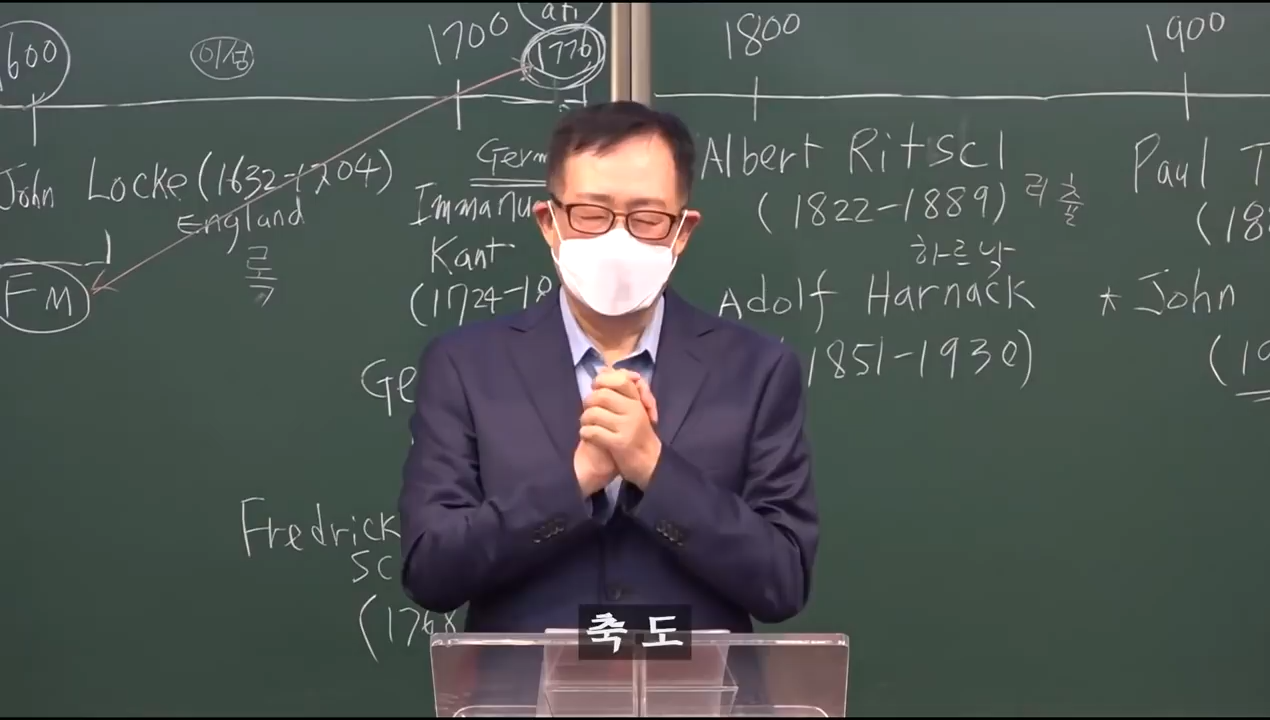 1600
이성
1700
1776
1800
1900
John Locke (1632-1704)
England
로크
FM
Germ
Immanu
Kant
(1724-18
Ge
Fredrick
SC
(1768
Albert Ritscl
(1822-1889) 리츨
하르낙
Adolf Harnack
1851-1930)
Paul T
(18
* John
(19
축도